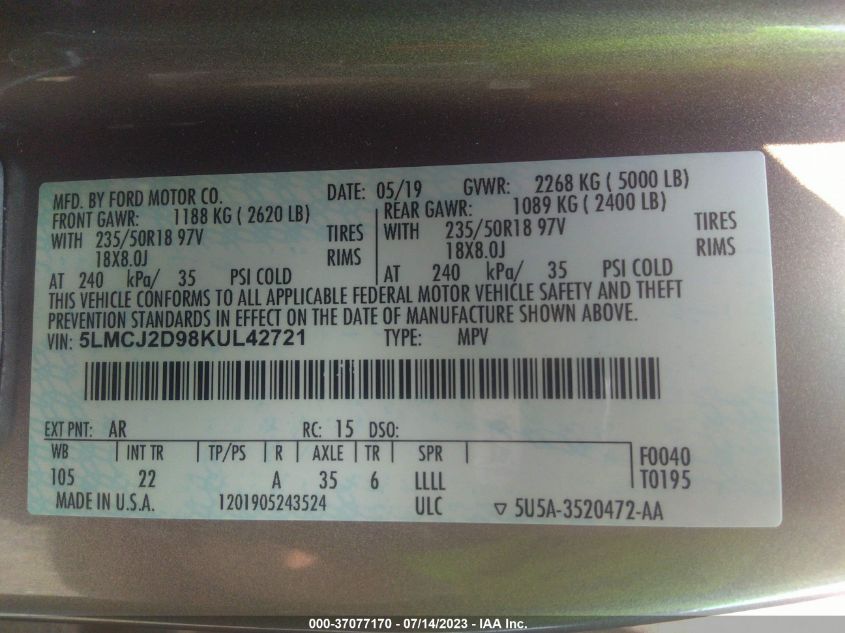 MFD. BY FORD MOTOR CO. DATE: 05/19 GVWR: 2268 KG ( 5000 LB)
FRONT GAWR: 1188 KG ( 2620 LB) REAR GAWR: 1089 KG ( 2400 LB)
WITH 235/50R18 97V TIRES WITH 235/50R18 97V TIRES
18X8.0J RIMS 18X8.0J RIMS
AT 240 kPa/ 35 PSI COLD AT 240 kPa/ 35 PSI COLD
THIS VEHICLE CONFORMS TO ALL APPLICABLE FEDERAL MOTOR VEHICLE SAFETY AND THEFT
PREVENTION STANDARDS IN EFFECT ON THE DATE OF MANUFACTURE SHOWN ABOVE.
VIN: 5LMCJ2D98KUL42721 TYPE: MPV
EXT PNT: AR RC: 15 DSO:
WB INT TR TP/PS R AXLE TR SPR F0040
105 22 A 35 6 LLLL T0195
MADE IN U.S.A. 1201905243524 ULC ▽ 5U5A-3520472-AA
000-37077170 / 07/14/2023 - IAA Inc.